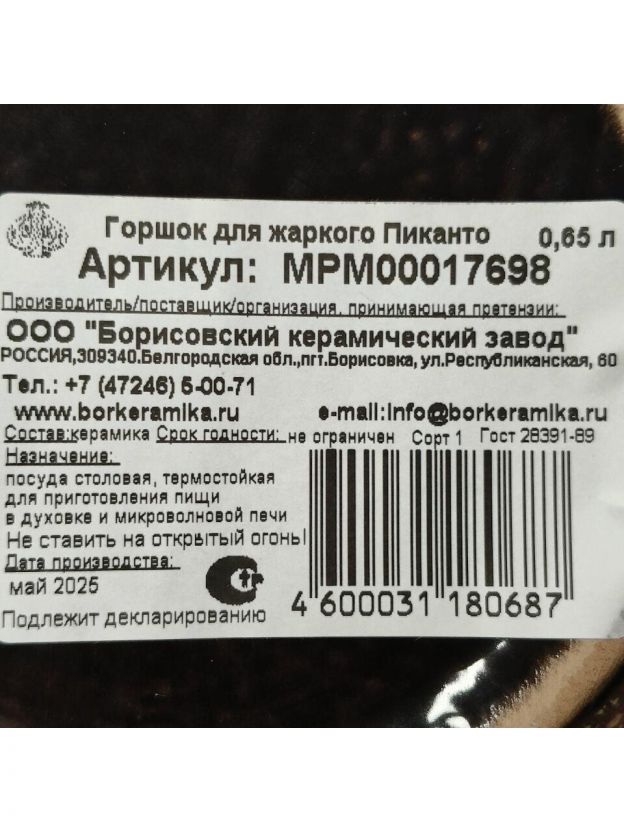 Горшок для жаркого Пиканто 0,65 л
Артикул: МРМ00017698
Производитель/поставщик/организация, принимающая претензии:
ООО "Борисовский керамический завод"
РОССИЯ,309340.Белгородская обл.,пгт.Борисовка, ул.Республиканская, 60
Тел.: +7 (47246) 5-00-71
www.borkeramika.ru e-mail:info@borkeramika.ru
Состав:керамика Срок годности: не ограничен Сорт 1 Гост 28391-89
Назначение:
посуда столовая, термостойкая
для приготовления пищи
в духовке и микроволновой печи
Не ставить на открытый огонь!
Дата производства:
май 2025
Подлежит декларированию
4 600031 180687